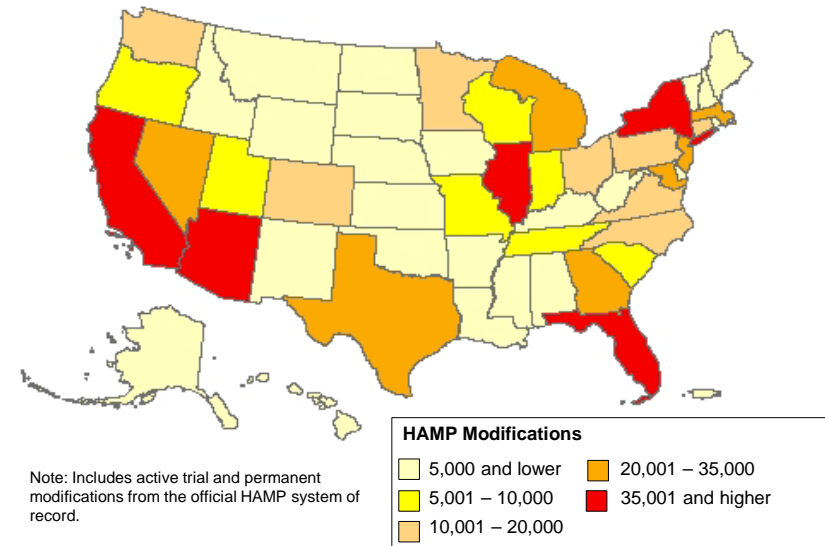 HAMP Modifications
5,000 and lower
5,001 – 10,000
10,001 – 20,000
20,001 – 35,000
35,001 and higher
Note: Includes active trial and permanent
modifications from the official HAMP system of
record.